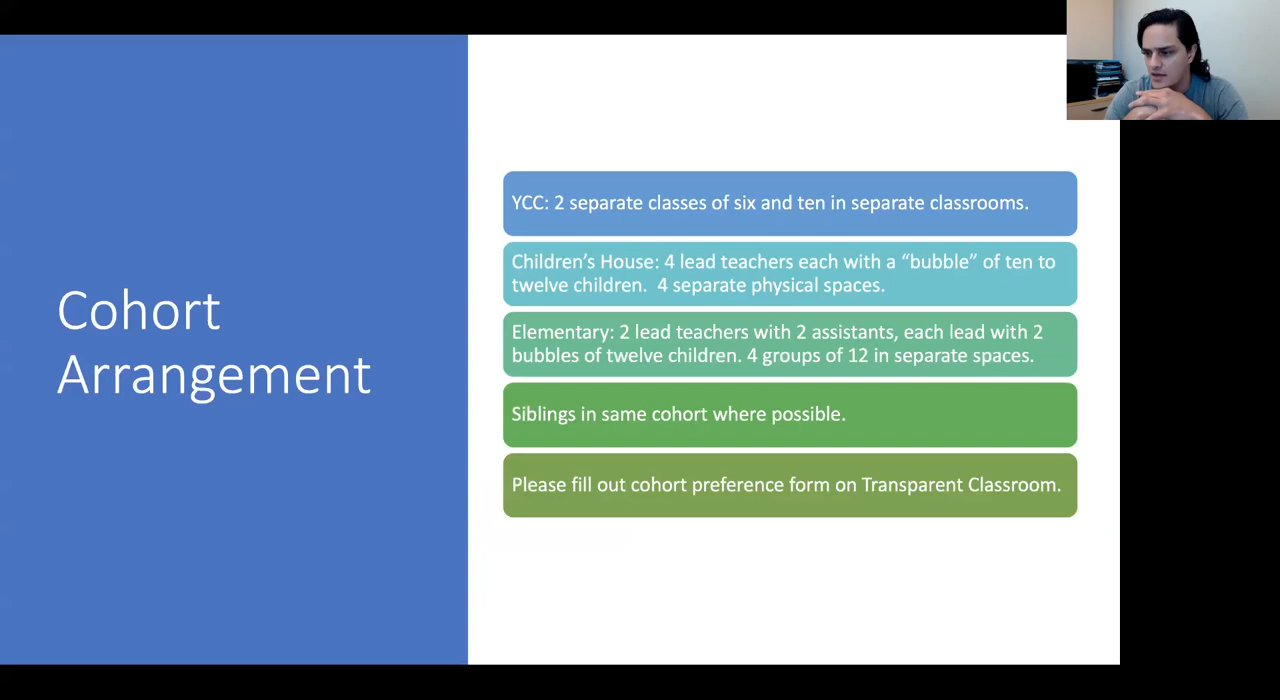 Cohort
Arrangement
YCC: 2 separate classes of six and ten in separate classrooms.
Children’s House: 4 lead teachers each with a “bubble” of ten to
twelve children.  4 separate physical spaces.
Elementary: 2 lead teachers with 2 assistants, each lead with 2
bubbles of twelve children. 4 groups of 12 in separate spaces.
Siblings in same cohort where possible.
Please fill out cohort preference form on Transparent Classroom.